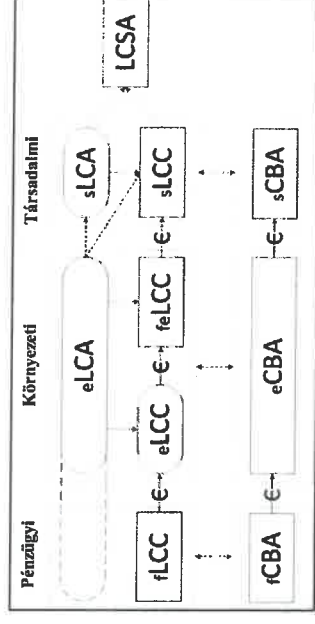 Pénzügyi Környezeti Társadalmi
eLCA sLCA
LCSA
fLCC € eLCC € feLCC € sLCC
fCBA € eCBA € sCBA